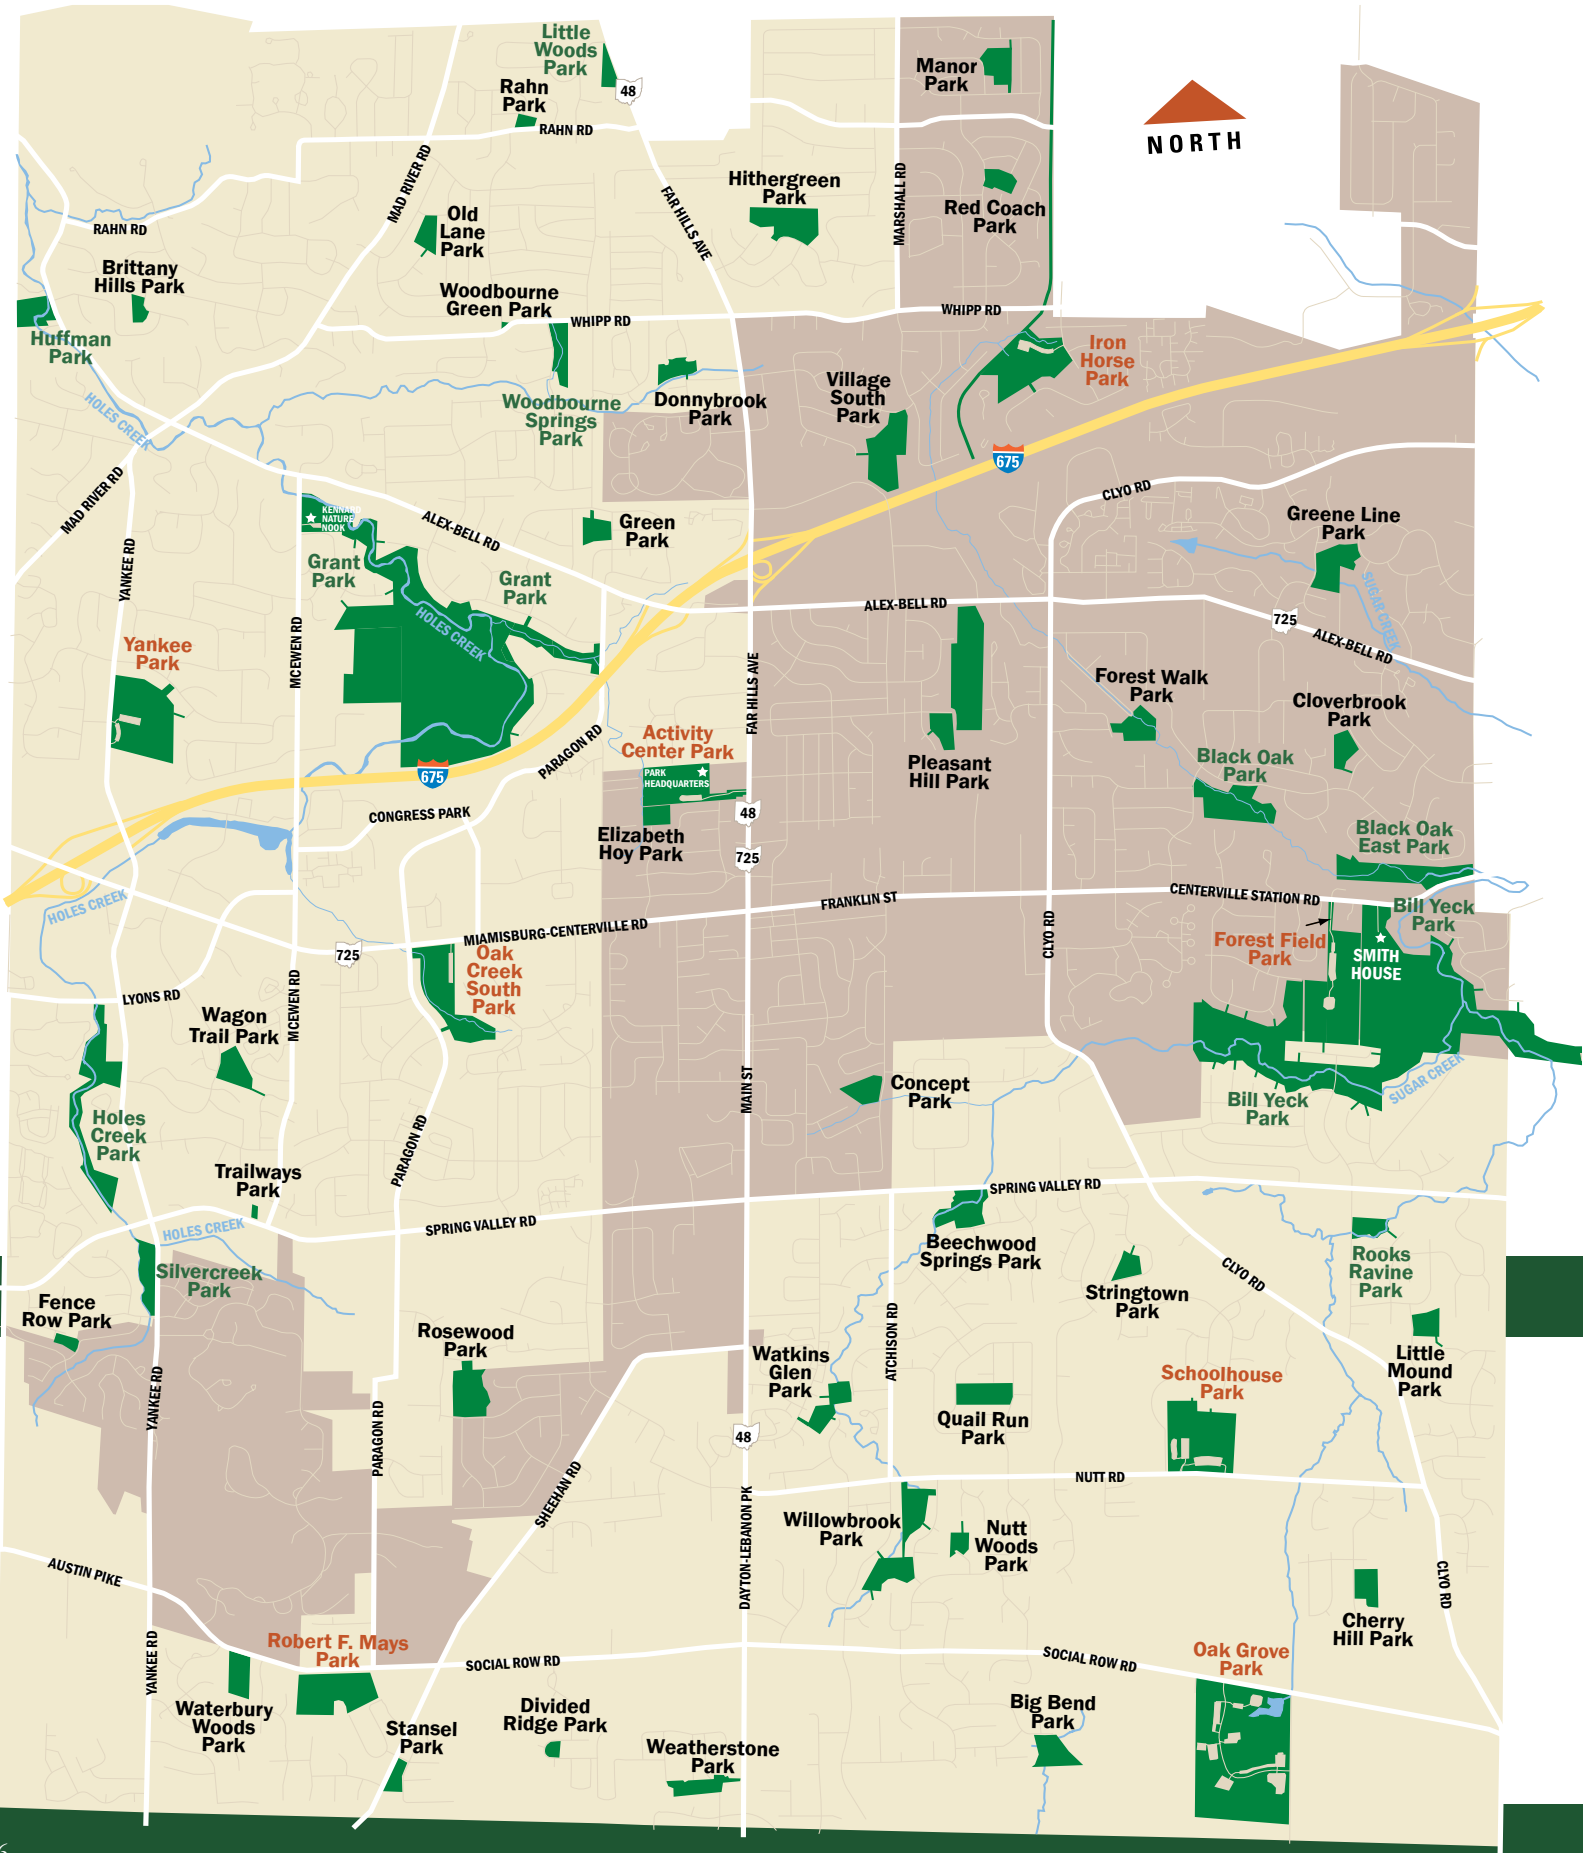 Little
Woods
Park
48
Rahn
Park
RAHN RD
Manor
Park
NORTH
MAD RIVER RD
FAR HILLS AVE
MARSHALL RD
Hithergreen
Park
Red Coach
Park
Old
Lane
Park
RAHN RD
Brittany
Hills Park
Woodbourne
Green Park
WHIPP RD
WHIPP RD
Huffman
Park
Iron
Horse
Park
Village
South
Park
HOLES CREEK
Woodbourne
Springs
Park
Donnybrook
Park
675
MAD RIVER RD
CLYO RD
KENNARD
NATURE
NOOK
ALEX-BELL RD
Green
Park
Greene Line
Park
YANKEE RD
Grant
Park
Grant
Park
HOLES CREEK
ALEX-BELL RD
SUGAR CREEK
725
ALEX-BELL RD
MCEWEN RD
Yankee
Park
FAR HILLS AVE
Forest Walk
Park
Cloverbrook
Park
Activity
Center Park
PARK
HEADQUARTERS
PARAGON RD
675
Pleasant
Hill Park
Black Oak
Park
CONGRESS PARK
48
Elizabeth
Hoy Park
725
Black Oak
East Park
HOLES CREEK
FRANKLIN ST
CENTERVILLE STATION RD
Bill Yeck
Park
CLYO RD
MIAMISBURG-CENTERVILLE RD
725
Forest Field
Park
SMITH
HOUSE
Oak
Creek
South
Park
LYONS RD
MCEWEN RD
Wagon
Trail Park
MAIN ST
Concept
Park
SUGAR CREEK
Bill Yeck
Park
Holes
Creek
Park
PARAGON RD
Trailways
Park
SPRING VALLEY RD
HOLES CREEK
SPRING VALLEY RD
Beechwood
Springs Park
Rooks
Ravine
Park
Silvercreek
Park
Stringtown
Park
CLYO RD
Fence
Row Park
Rosewood
Park
ATCHISON RD
Watkins
Glen
Park
Little
Mound
Park
YANKEE RD
Schoolhouse
Park
PARAGON RD
Quail Run
Park
48
NUTT RD
SHEEHAN RD
DAYTON-LEBANON PK
Willowbrook
Park
Nutt
Woods
Park
AUSTIN PIKE
CLYO RD
Cherry
Hill Park
YANKEE RD
Robert F. Mays
Park
SOCIAL ROW RD
SOCIAL ROW RD
Oak Grove
Park
Waterbury
Woods
Park
Stansel
Park
Divided
Ridge Park
Big Bend
Park
Weatherstone
Park